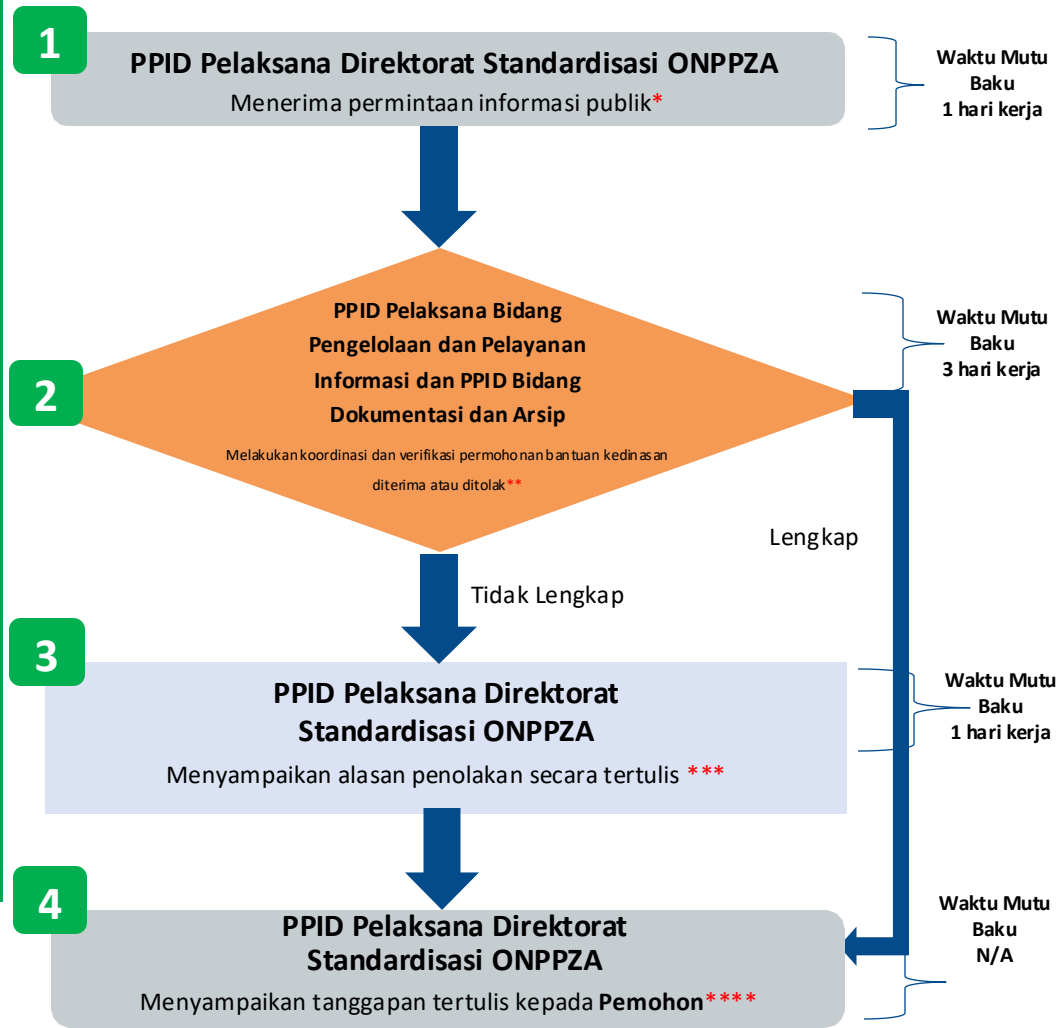 1
PPID Pelaksana Direktorat Standardisasi ONPPZA
Menerima permintaan informasi publik*
Waktu Mutu
Baku
1 hari kerja
2
PPID Pelaksana Bidang
Pengelolaan dan Pelayanan
Informasi dan PPID Bidang
Dokumentasi dan Arsip
Melakukan koordinasi dan verifikasi permohonan bantuan kedinasan
diterima atau ditolak**
Waktu Mutu
Baku
3 hari kerja
Lengkap
Tidak Lengkap
3
PPID Pelaksana Direktorat
Standardisasi ONPPZA
Menyampaikan alasan penolakan secara tertulis ***
Waktu Mutu
Baku
1 hari kerja
4
PPID Pelaksana Direktorat
Standardisasi ONPPZA
Menyampaikan tanggapan tertulis kepada Pemohon****
Waktu Mutu
Baku
N/A